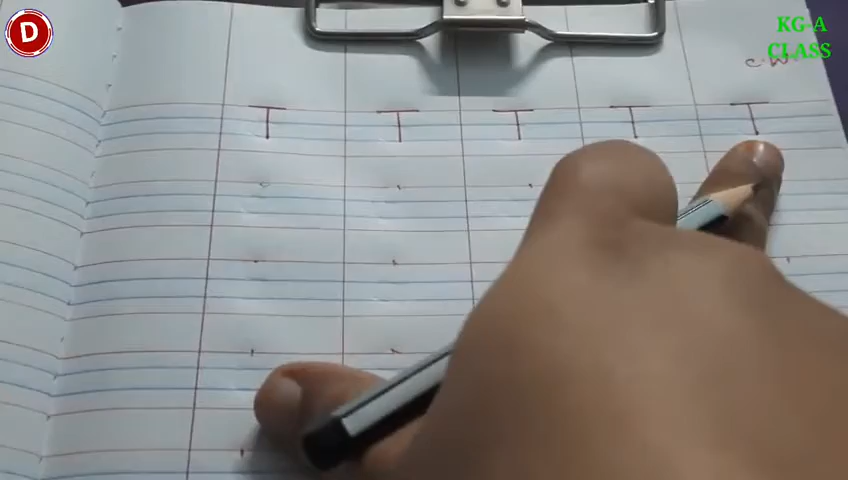 D
KG-A
CLASS
C.W
T T T T T